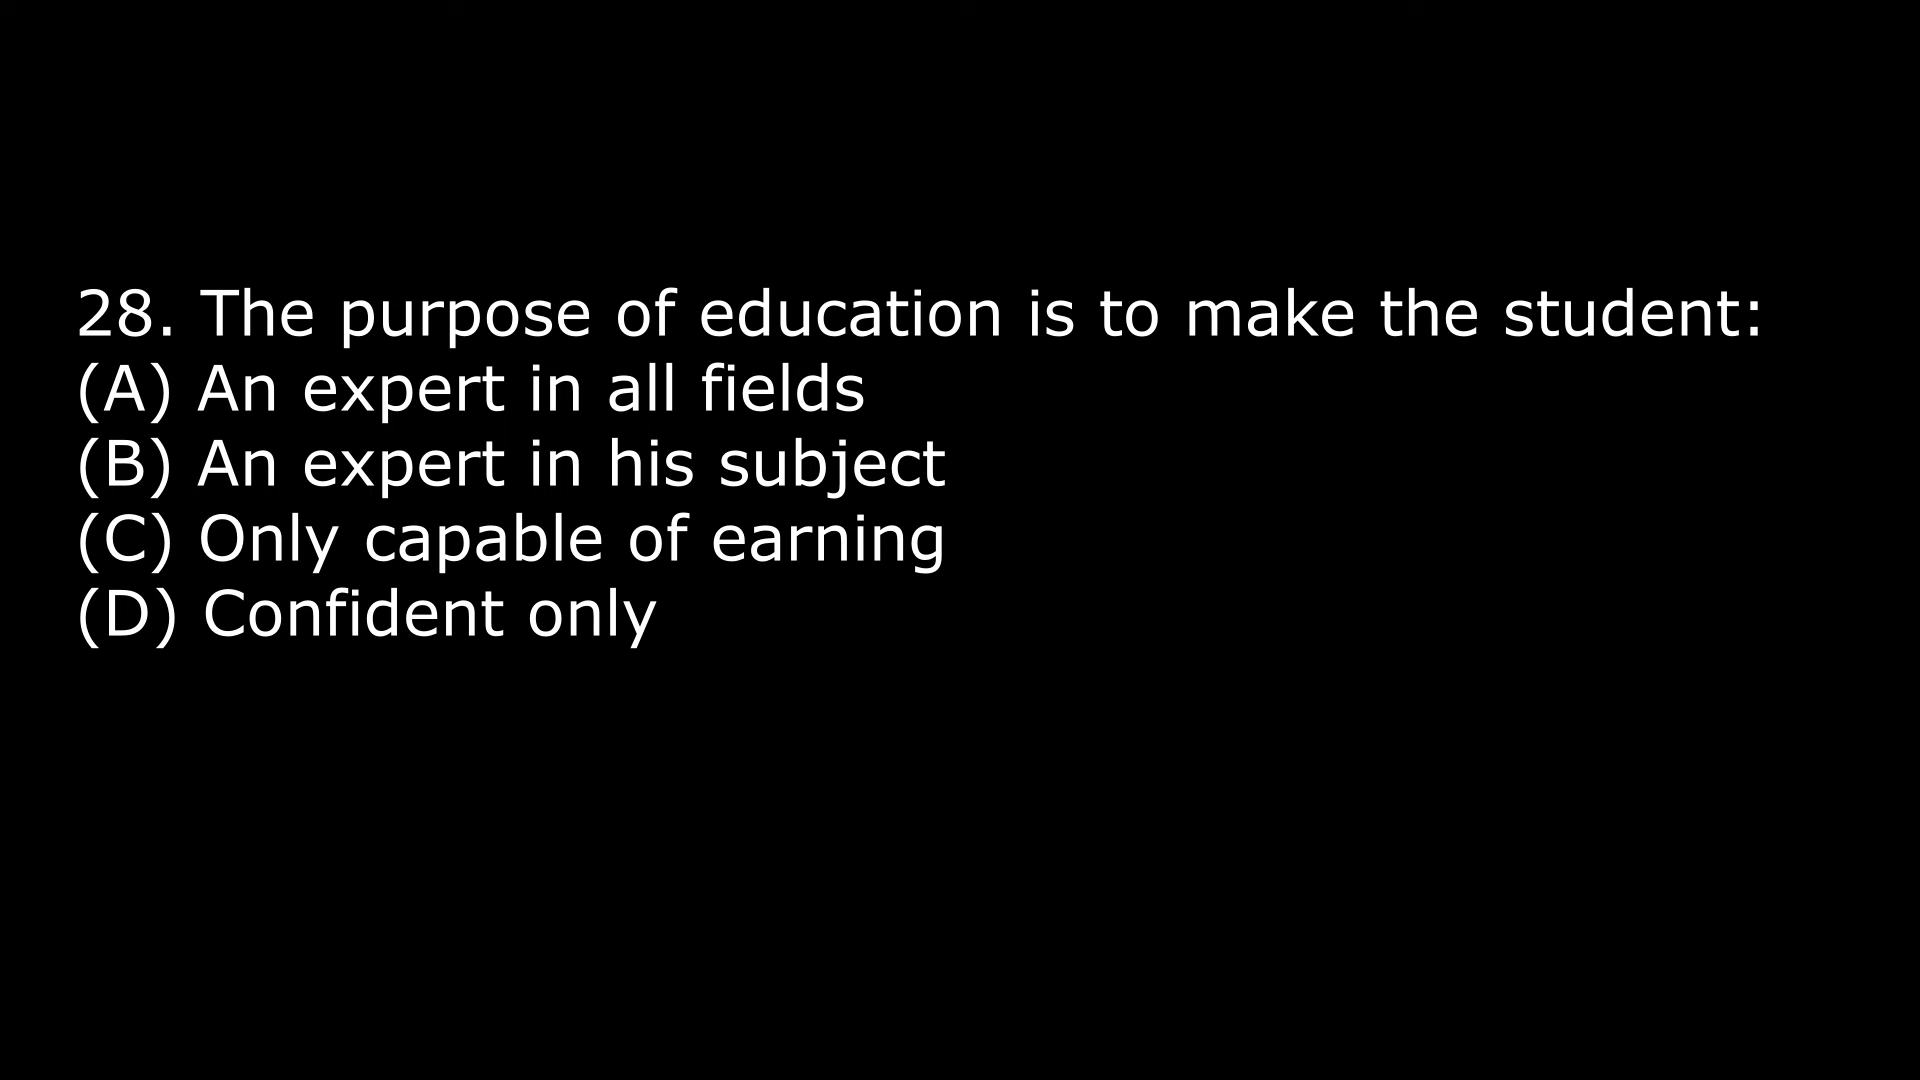 28. The purpose of education is to make the student:
(A) An expert in all fields
(B) An expert in his subject
(C) Only capable of earning
(D) Confident only